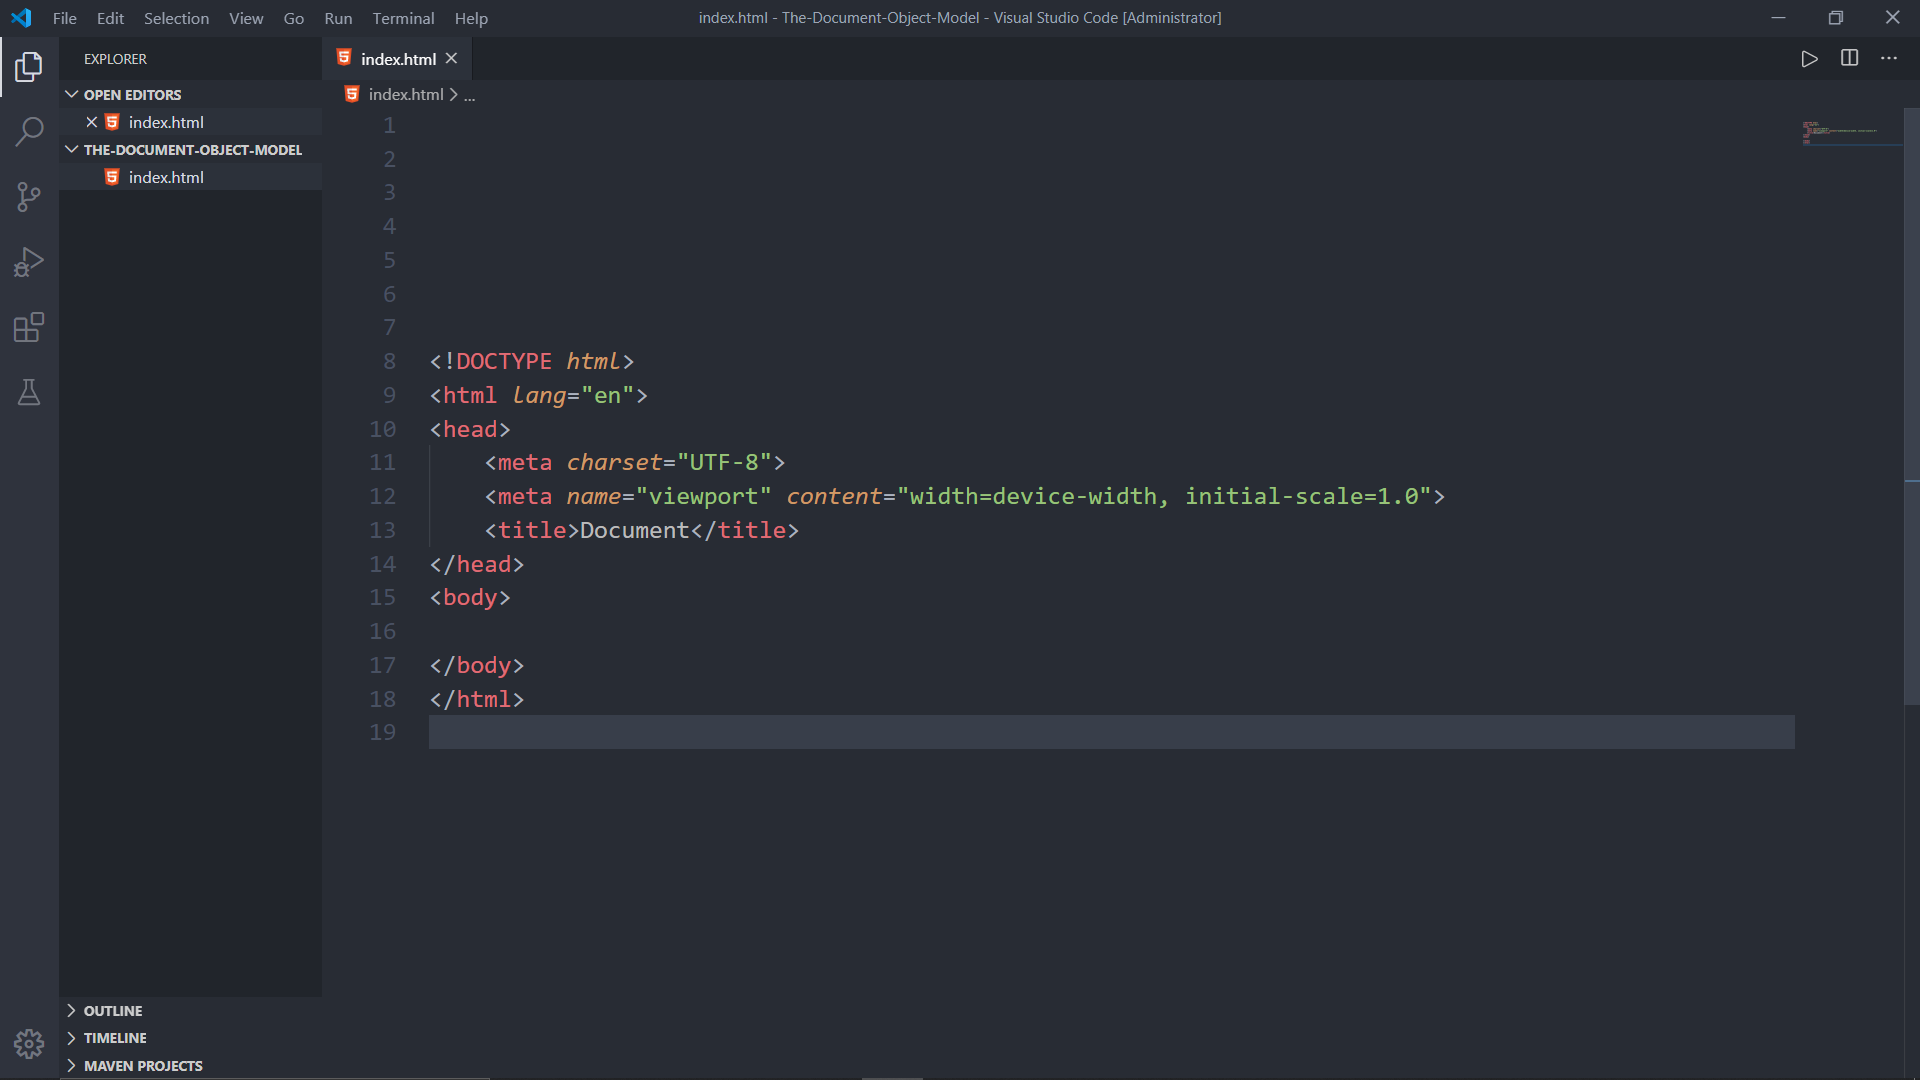 File Edit Selection View Go Run Terminal Help
index.html - The-Document-Object-Model - Visual Studio Code [Administrator]
EXPLORER
OPEN EDITORS
index.html
THE-DOCUMENT-OBJECT-MODEL
index.html
OUTLINE
TIMELINE
MAVEN PROJECTS
index.html
index.html > ...
1
2
3
4
5
6
7
8 <!DOCTYPE html>
9 <html lang="en">
10 <head>
11     <meta charset="UTF-8">
12     <meta name="viewport" content="width=device-width, initial-scale=1.0">
13     <title>Document</title>
14 </head>
15 <body>
16
17 </body>
18 </html>
19